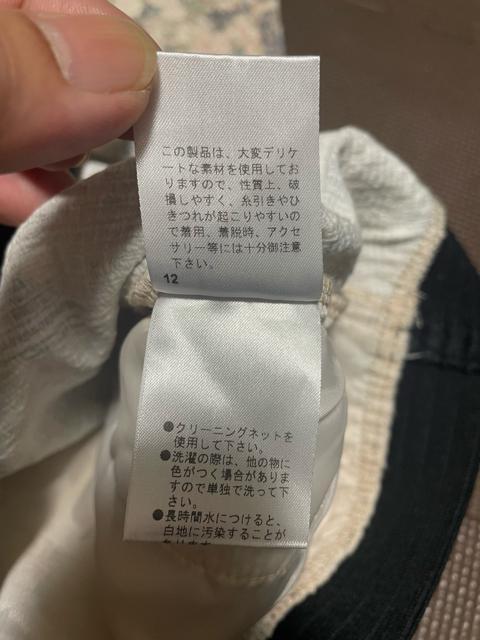 この製品は、大変デリケ
ートな素材を使用してお
りますので、性質上、破
損しやすく、糸引きやひ
きつれが起こりやすいの
で着用、着脱時、アクセ
サリー等には十分御注意
下さい。
12
●クリーニングネットを
使用して下さい。
●洗濯の際は、他の物に
色がつく場合がありま
すので単独で洗って下
さい。
●長時間水につけると、
白地に汚染することが
あります